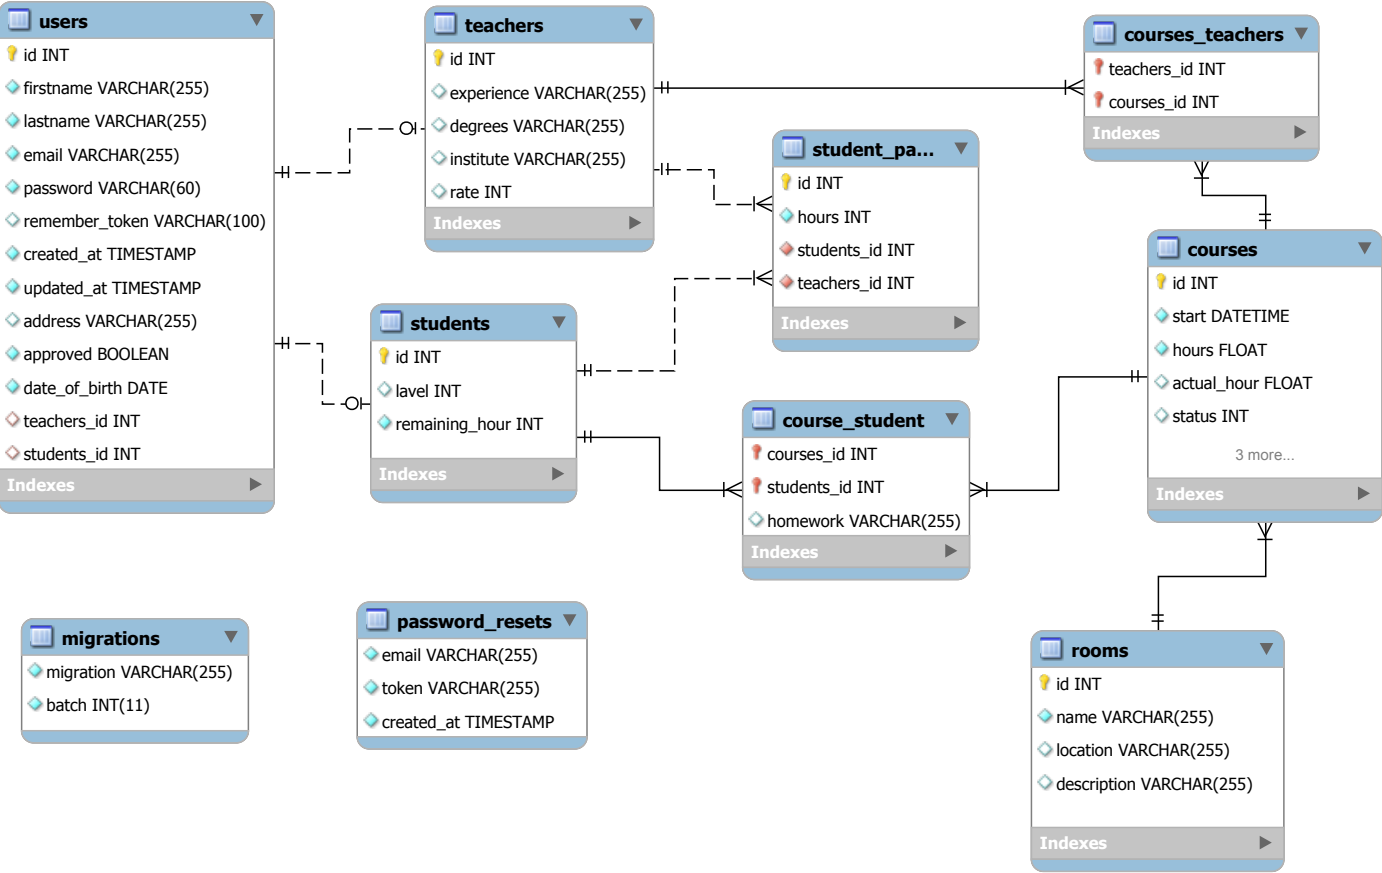 users
id INT
firstname VARCHAR(255)
lastname VARCHAR(255)
email VARCHAR(255)
password VARCHAR(60)
remember_token VARCHAR(100)
created_at TIMESTAMP
updated_at TIMESTAMP
address VARCHAR(255)
approved BOOLEAN
date_of_birth DATE
teachers_id INT
students_id INT
Indexes
teachers
id INT
experience VARCHAR(255)
degrees VARCHAR(255)
institute VARCHAR(255)
rate INT
Indexes
courses_teachers
teachers_id INT
courses_id INT
Indexes
student_pa...
id INT
hours INT
students_id INT
teachers_id INT
Indexes
courses
id INT
start DATETIME
hours FLOAT
actual_hour FLOAT
status INT
3 more...
Indexes
students
id INT
lavel INT
remaining_hour INT
Indexes
course_student
courses_id INT
students_id INT
homework VARCHAR(255)
Indexes
migrations
migration VARCHAR(255)
batch INT(11)
password_resets
email VARCHAR(255)
token VARCHAR(255)
created_at TIMESTAMP
rooms
id INT
name VARCHAR(255)
location VARCHAR(255)
description VARCHAR(255)
Indexes